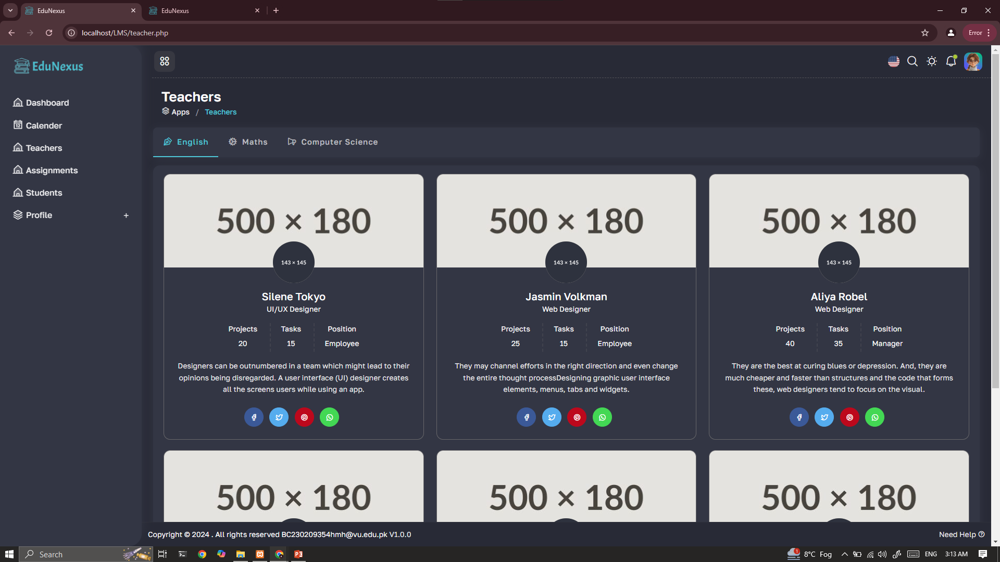 EduNexus
EduNexus
localhost/LMS/teacher.php
Error
EduNexus
Dashboard
12 Calender
Teachers
Assignments
Students
Profile +
Teachers
Apps / Teachers
English Maths Computer Science
500 × 180
143 × 145
Silene Tokyo
UI/UX Designer
Projects Tasks Position
20 15 Employee
Designers can be outnumbered in a team which might lead to their
opinions being disregarded. A user interface (UI) designer creates
all the screens users while using an app.
500 × 180
143 × 145
Jasmin Volkman
Web Designer
Projects Tasks Position
25 15 Employee
They may channel efforts in the right direction and even change
the entire thought processDesigning graphic user interface
elements, menus, tabs and widgets.
500 × 180
143 × 145
Aliya Robel
Web Designer
Projects Tasks Position
40 35 Manager
They are the best at curing blues or depression. And, they are
much cheaper and faster than structures and the code that forms
these, web designers tend to focus on the visual.
500 × 180
500 × 180
500 × 180
Copyright © 2024 . All rights reserved BC230209354hmh@vu.edu.pk V1.0.0
Need Help
Search
1 8°C Fog
ENG
3:13 AM